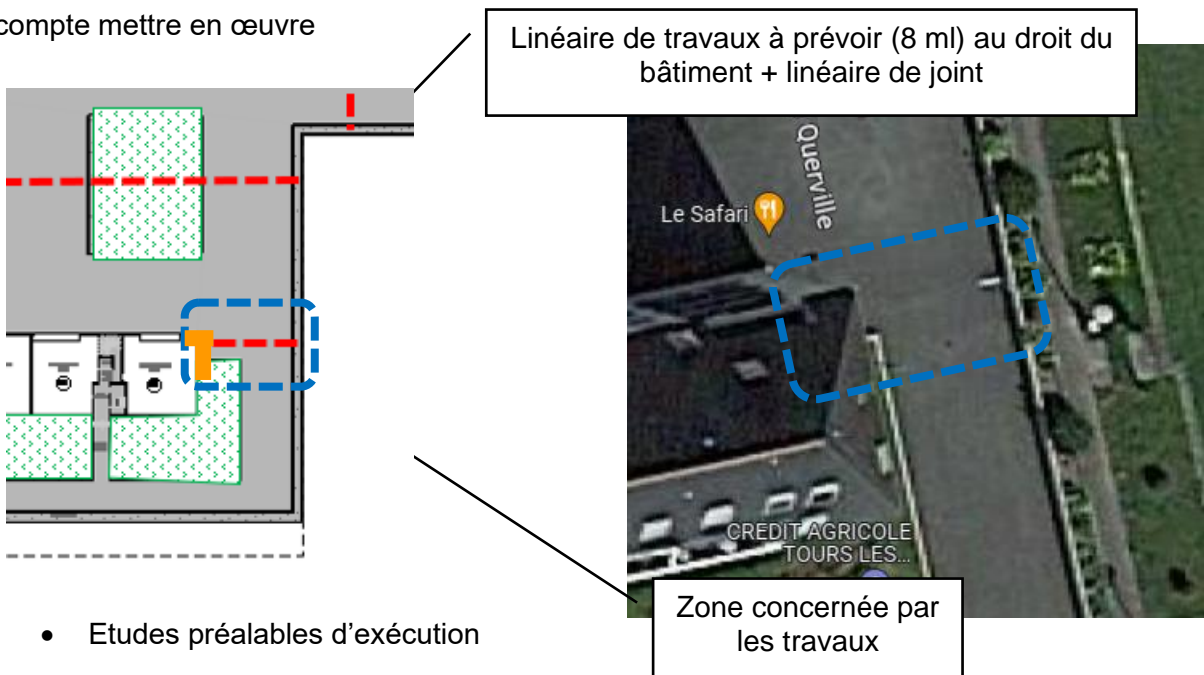 compte mettre en œuvre
Linéaire de travaux à prévoir (8 ml) au droit du
bâtiment + linéaire de joint
Querville
Le Safari
CREDIT AGRICOLE
TOURS LES...
Zone concernée par
les travaux
• Etudes préalables d’exécution